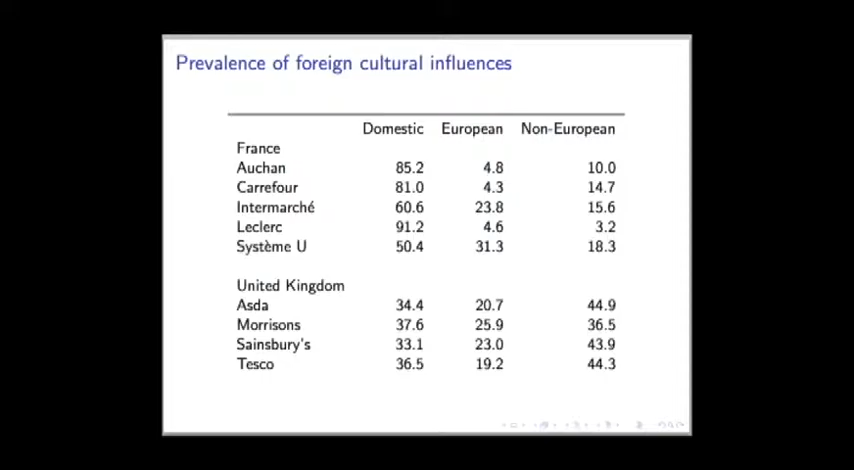 Prevalence of foreign cultural influences
Domestic European Non-European
France
Auchan 85.2 4.8 10.0
Carrefour 81.0 4.3 14.7
Intermarché 60.6 23.8 15.6
Leclerc 91.2 4.6 3.2
Système U 50.4 31.3 18.3
United Kingdom
Asda 34.4 20.7 44.9
Morrisons 37.6 25.9 36.5
Sainsbury's 33.1 23.0 43.9
Tesco 36.5 19.2 44.3